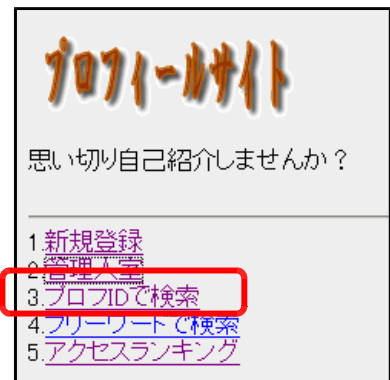 プロフィールサイト
思い切り自己紹介しませんか？
1.新規登録
2.管理人室
3.プロフIDで検索
4.フリーワードで検索
5.アクセスランキング